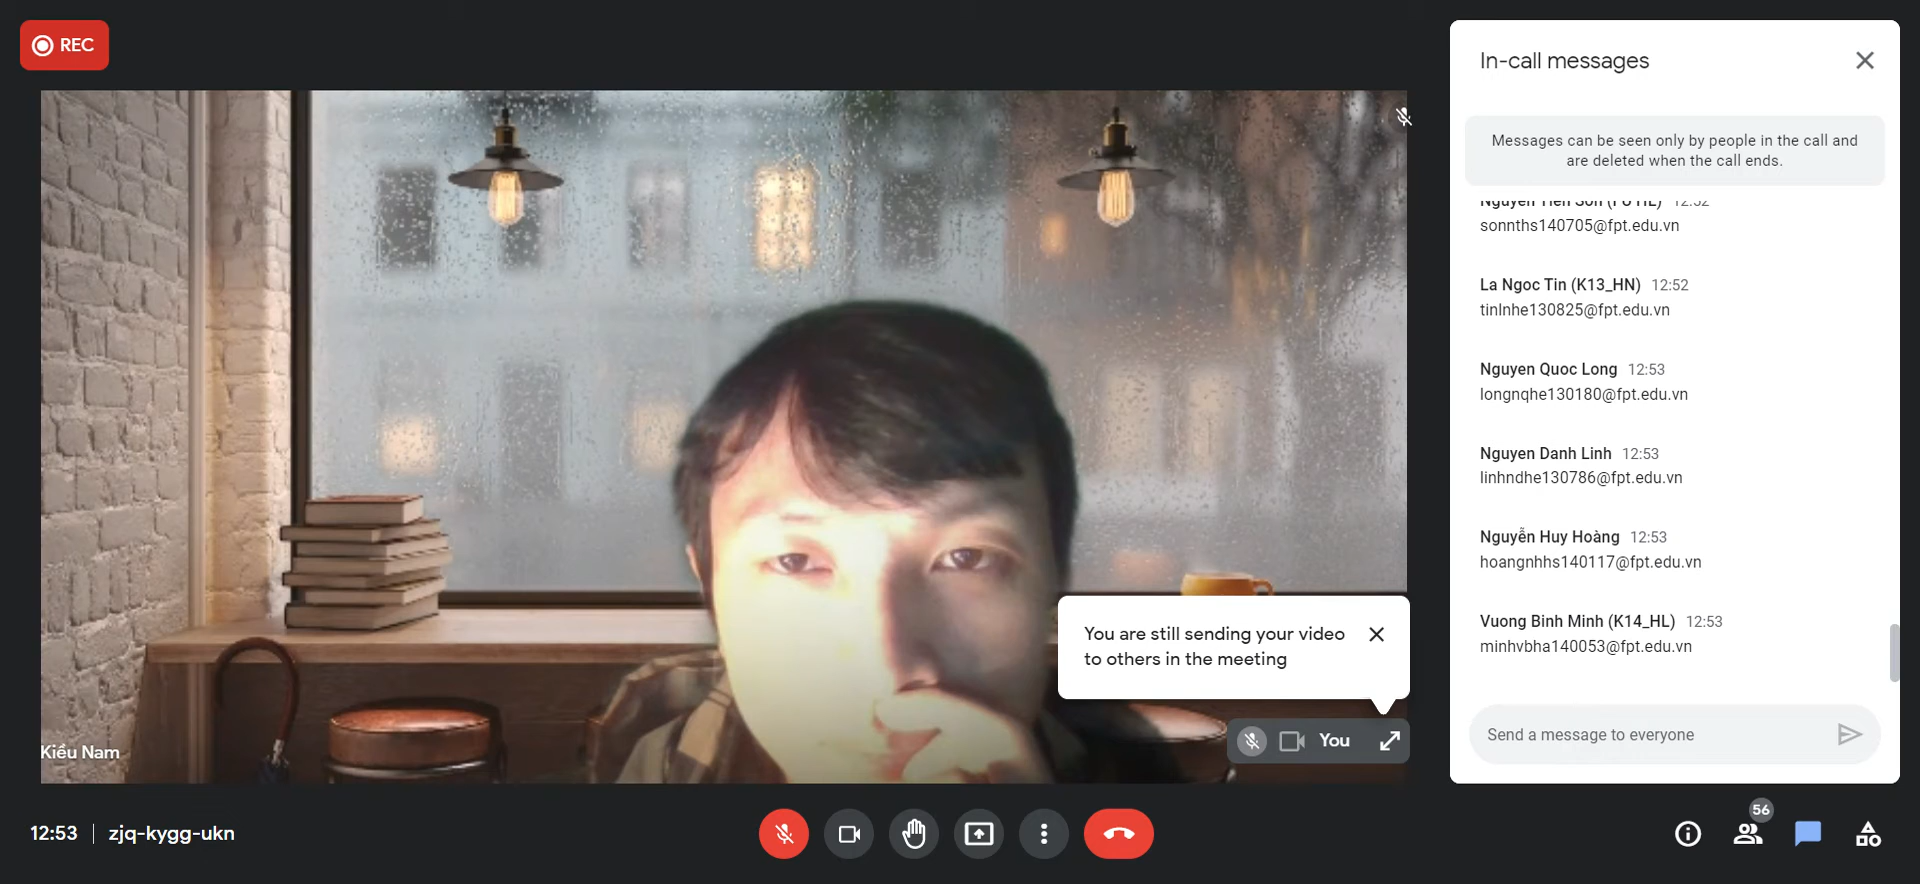 REC
In-call messages
Messages can be seen only by people in the call and
are deleted when the call ends.
12:52
sonnths140705@fpt.edu.vn
La Ngoc Tin (K13_HN) 12:52
tinlnhe130825@fpt.edu.vn
Nguyen Quoc Long 12:53
longnqhe130180@fpt.edu.vn
Nguyen Danh Linh 12:53
linhndhe130786@fpt.edu.vn
Nguyễn Huy Hoàng 12:53
hoangnhhs140117@fpt.edu.vn
Vuong Binh Minh (K14_HL) 12:53
minhvbha140053@fpt.edu.vn
Send a message to everyone
You are still sending your video
to others in the meeting
You
Kiều Nam
12:53 | zjq-kygg-ukn
56